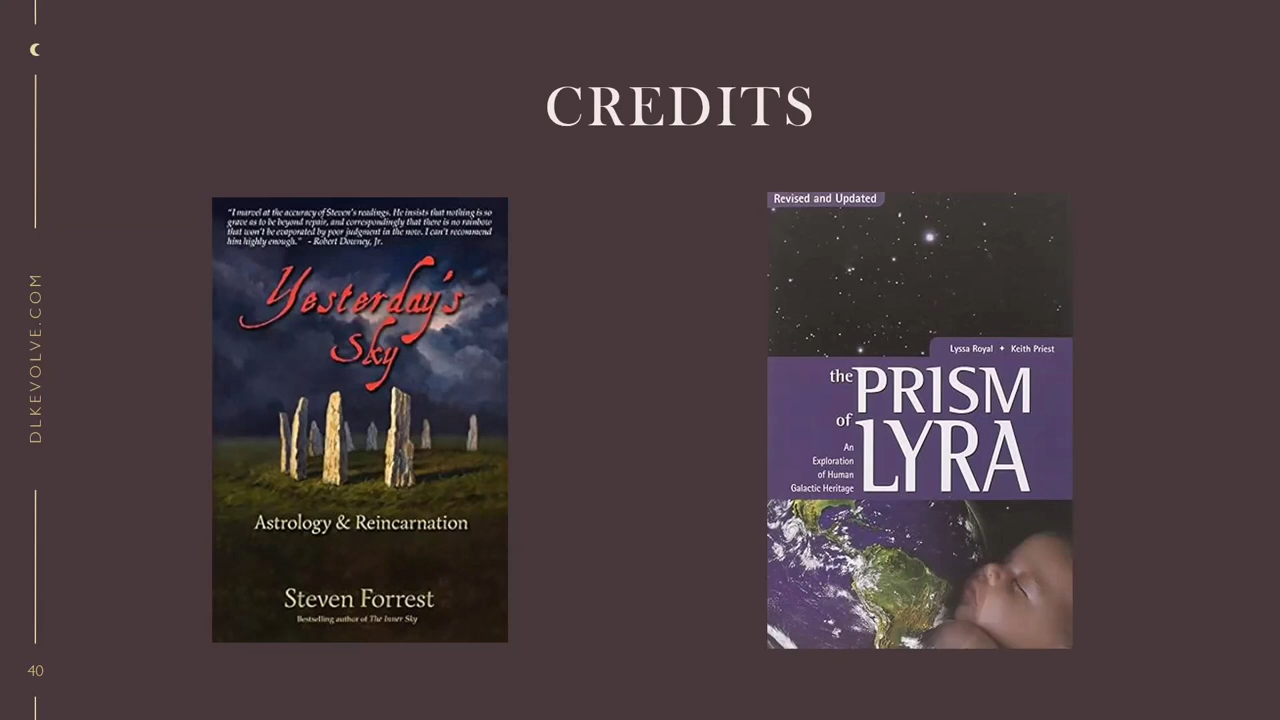 CREDITS
"I marvel at the accuracy of Steven's readings. He insists that nothing is so
grave as to be beyond repair, and correspondingly that there is no rainbow
that won't be evaporated by poor judgment in the now. I can't recommend
him highly enough." - Robert Downey, Jr.
Yesterday's
Sky
Astrology & Reincarnation
Steven Forrest
Bestselling author of The Inner Sky
Revised and Updated
Lyssa Royal ✦ Keith Priest
the PRISM
of LYRA
An
Exploration
of Human
Galactic Heritage
DLKEVOLVE.COM
40